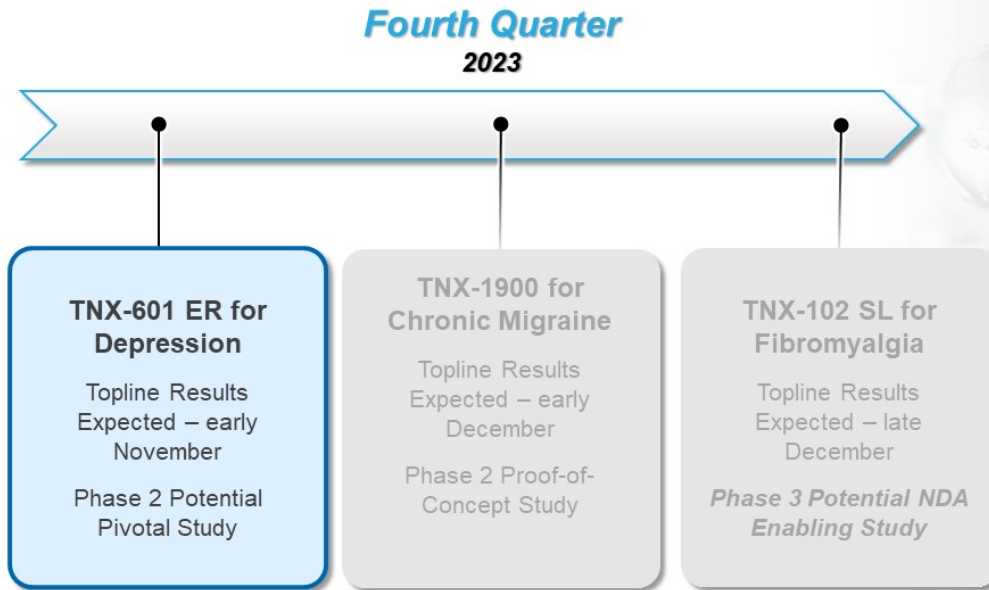 Fourth Quarter
2023
TNX-601 ER for
Depression
Topline Results
Expected – early
November
Phase 2 Potential
Pivotal Study
TNX-1900 for
Chronic Migraine
Topline Results
Expected – early
December
Phase 2 Proof-of-
Concept Study
TNX-102 SL for
Fibromyalgia
Topline Results
Expected – late
December
Phase 3 Potential NDA
Enabling Study